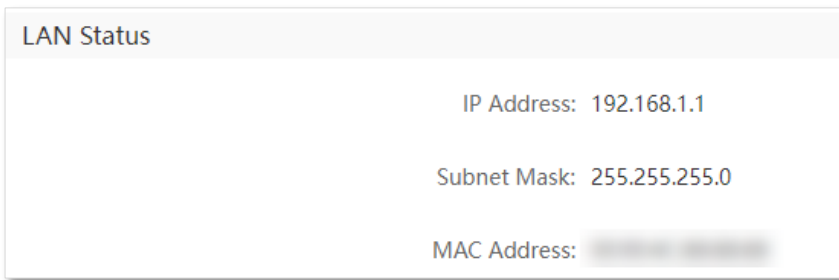 LAN Status
IP Address: 192.168.1.1
Subnet Mask: 255.255.255.0
MAC Address: